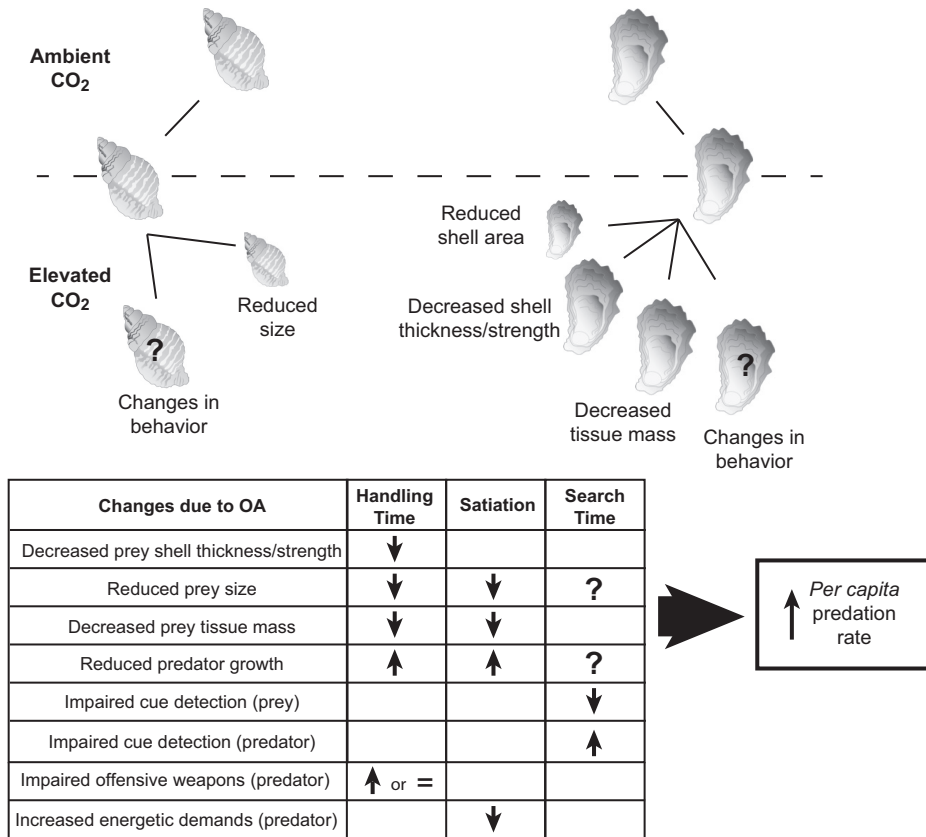 Ambient
CO2
Reduced
shell area
Elevated
CO2
Reduced
size
Decreased shell
thickness/strength
?
?
Changes in
behavior
Decreased
tissue mass
Changes in
behavior
Changes due to OA Handling Time Satiation Search Time
Decreased prey shell thickness/strength ↓
Reduced prey size ↓ ↓ ?
Decreased prey tissue mass ↓ ↓
Reduced predator growth ↑ ↑ ?
Impaired cue detection (prey) ↓
Impaired cue detection (predator) ↑
Impaired offensive weapons (predator) ↑ or =
Increased energetic demands (predator) ↓
↑ Per capita
predation
rate